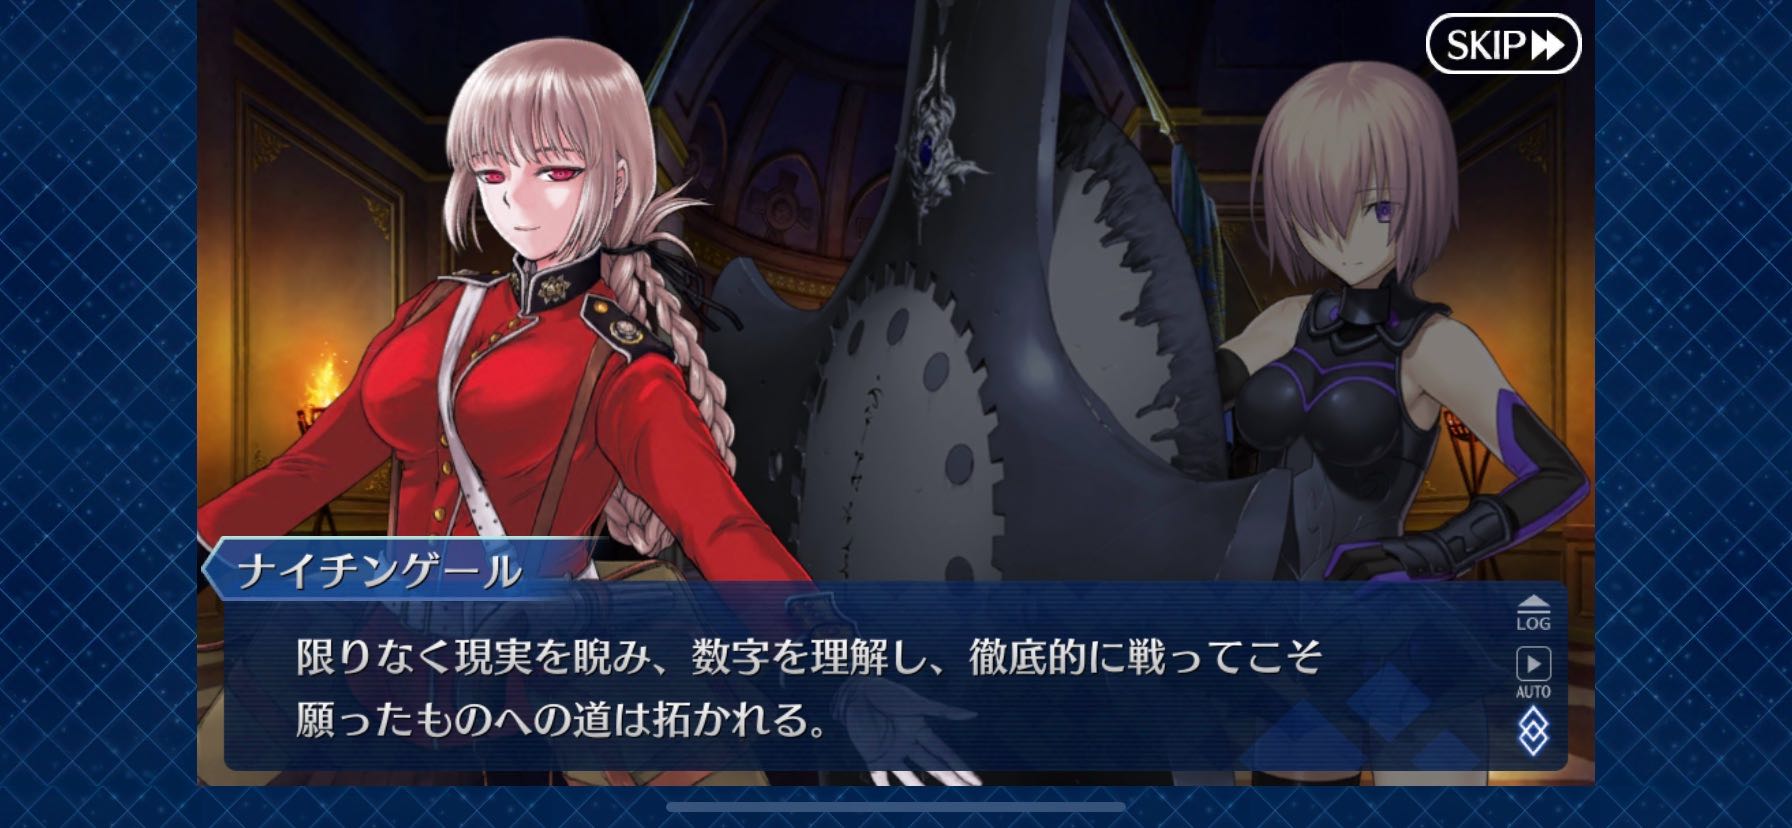 SKIP
ナイチンゲール
限りなく現実を睨み、数字を理解し、徹底的に戦ってこそ
願ったものへの道は拓かれる。
LOG
AUTO